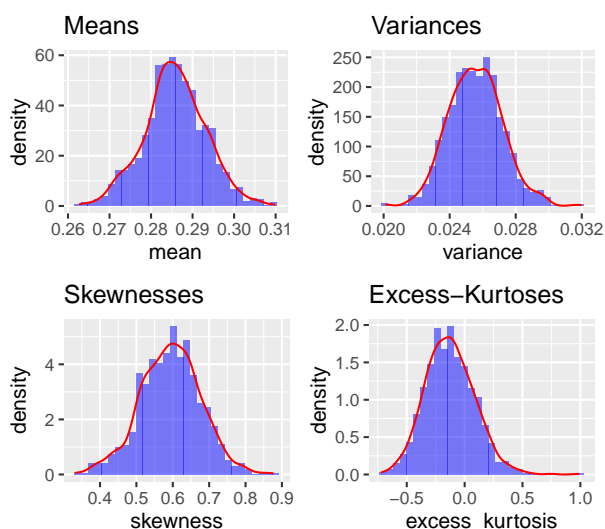 Means
60
40
20
0
density
0.26 0.27 0.28 0.29 0.30 0.31
mean
Variances
250
200
150
100
50
0
density
0.020 0.024 0.028 0.032
variance
Skewnesses
4
2
0
density
0.4 0.5 0.6 0.7 0.8 0.9
skewness
Excess−Kurtoses
2.0
1.5
1.0
0.5
0.0
density
−0.5 0.0 0.5 1.0
excess kurtosis